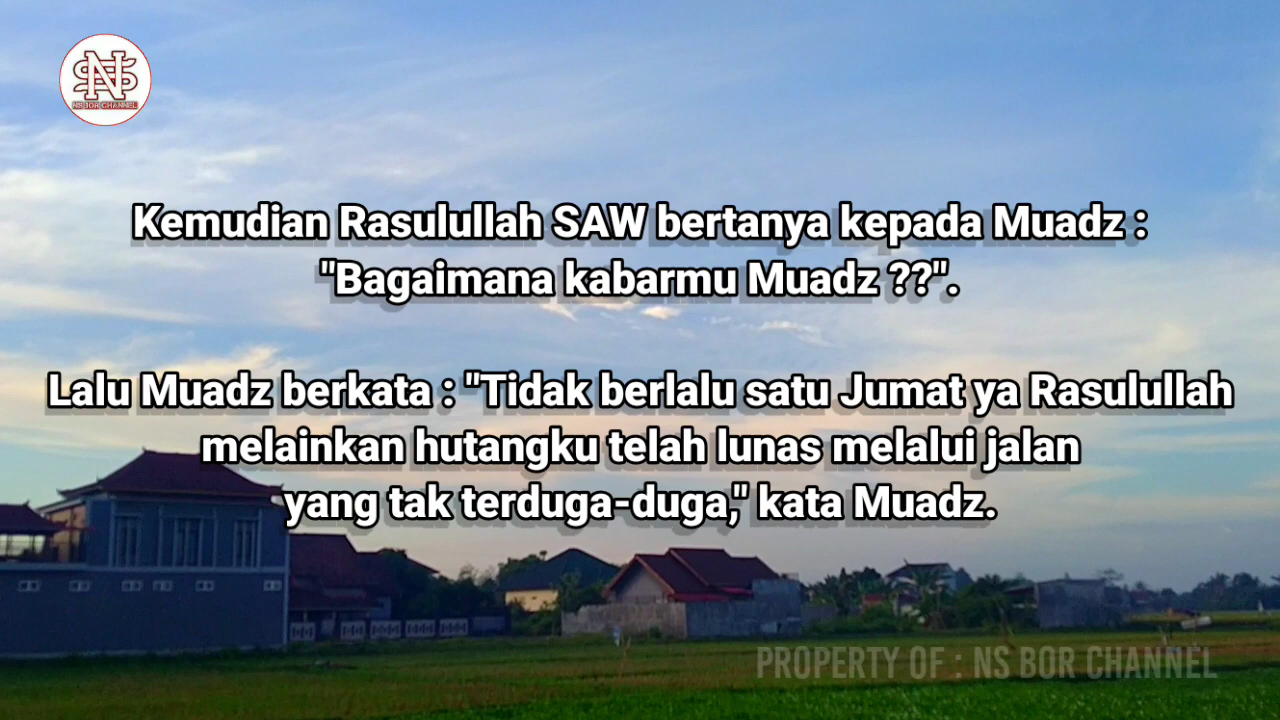 NS
NS BOR CHANNEL
Kemudian Rasulullah SAW bertanya kepada Muadz :
"Bagaimana kabarmu Muadz ??".
Lalu Muadz berkata : "Tidak berlalu satu Jumat ya Rasulullah
melainkan hutangku telah lunas melalui jalan
yang tak terduga-duga," kata Muadz.
PROPERTY OF : NS BOR CHANNEL